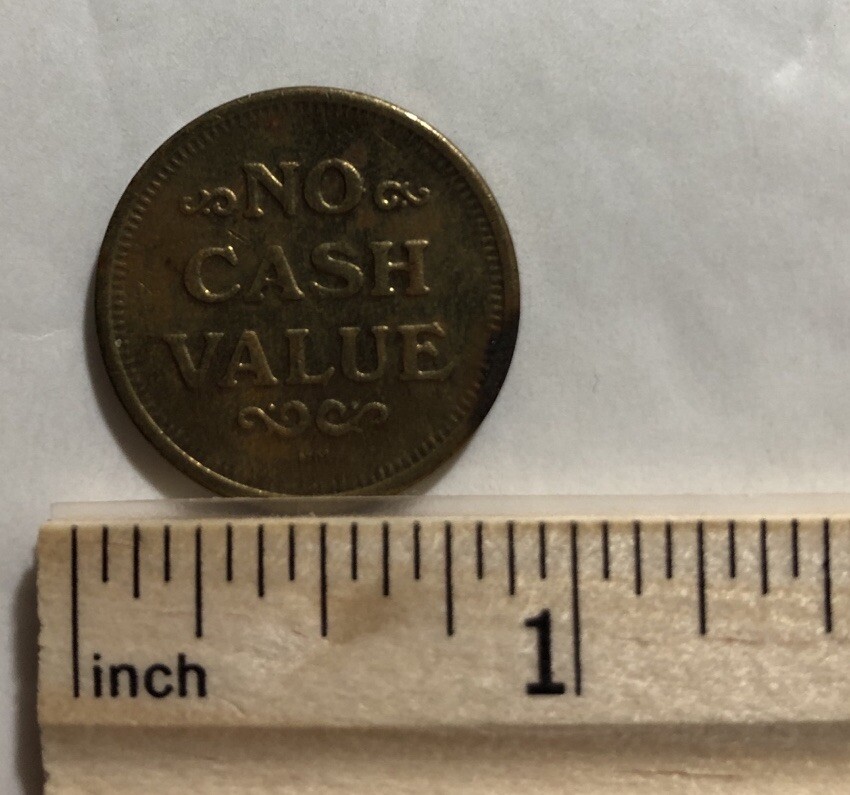 NO
CASH
VALUE
1
inch